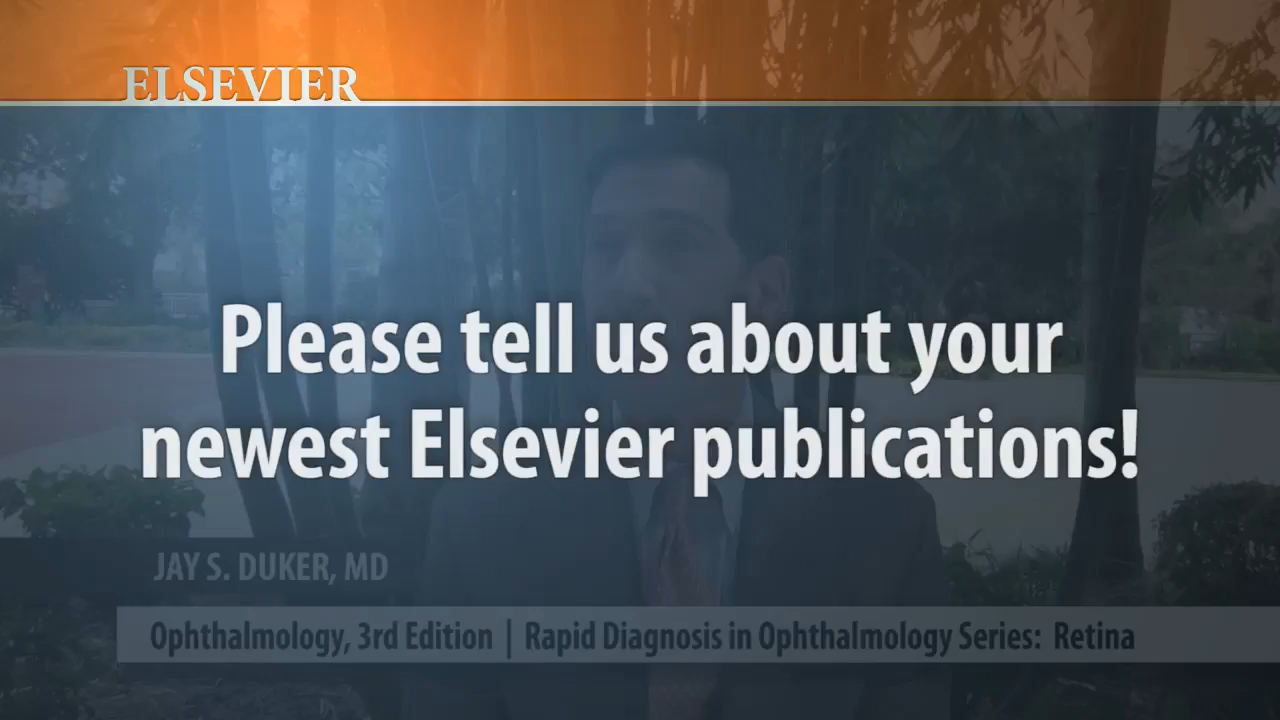 ELSEVIER
Please tell us about your
newest Elsevier publications!
JAY S. DUKER, MD
Ophthalmology, 3rd Edition | Rapid Diagnosis in Ophthalmology Series: Retina